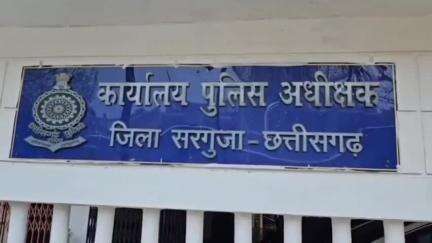 कार्यालय पुलिस अधीक्षक
जिला सरगुजा - छत्तीसगढ़